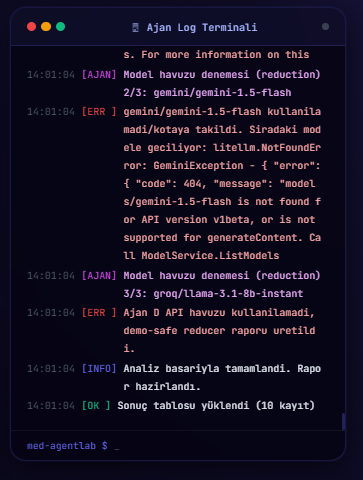 Ajan Log Terminali
s. For more information on this
14:01:04 [AJAN] Model havuzu denemesi (reduction)
2/3: gemini/gemini-1.5-flash
14:01:04 [ERR ] gemini/gemini-1.5-flash kullanila
madi/kotaya takildi. Siradaki mod
ele geciliyor: litellm.NotFoundEr
ror: GeminiException - { "error":
{ "code": 404, "message": "model
s/gemini-1.5-flash is not found f
or API version v1beta, or is not
supported for generateContent. Ca
ll ModelService.ListModels
14:01:04 [AJAN] Model havuzu denemesi (reduction)
3/3: groq/llama-3.1-8b-instant
14:01:04 [ERR ] Ajan D API havuzu kullanilamadi,
demo-safe reducer raporu uretild
i.
14:01:04 [INFO] Analiz basariyla tamamlandi. Rapo
r hazirlandı.
14:01:04 [OK ] Sonuç tablosu yüklendi (10 kayıt)
med-agentlab $ _